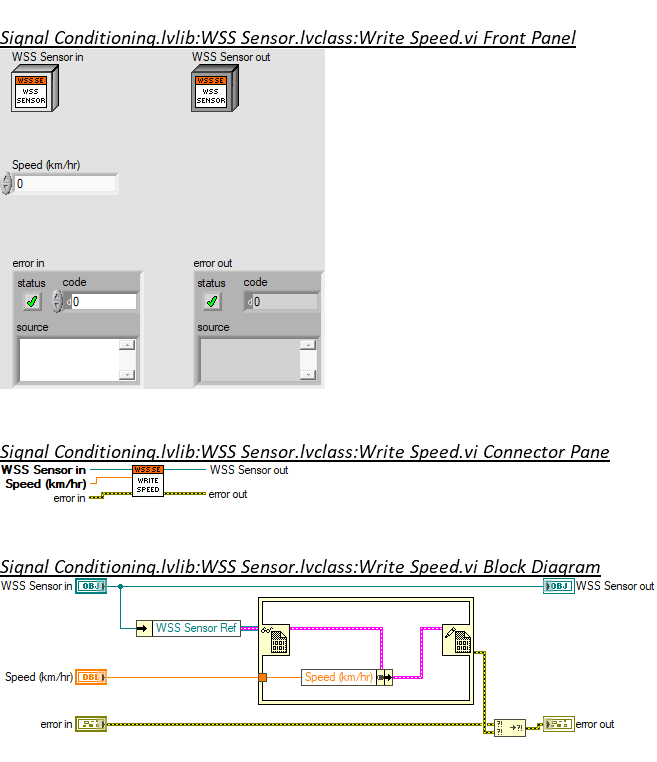 Signal Conditioning.lvlib:WSS Sensor.lvclass:Write Speed.vi Front Panel
WSS Sensor in WSS Sensor out
WSS SE WSS SE
WSS WSS
SENSOR SENSOR
Speed (km/hr)
0
error in error out
status code status code
d 0 d 0
source source
Signal Conditioning.lvlib:WSS Sensor.lvclass:Write Speed.vi Connector Pane
WSS Sensor in WSS SE WSS Sensor out
Speed (km/hr) WRITE
error in SPEED error out
Signal Conditioning.lvlib:WSS Sensor.lvclass:Write Speed.vi Block Diagram
WSS Sensor in OBJ OBJ WSS Sensor out
WSS Sensor Ref
Speed (km/hr) DBL Speed (km/hr)
error in ?! ?! ?! error out